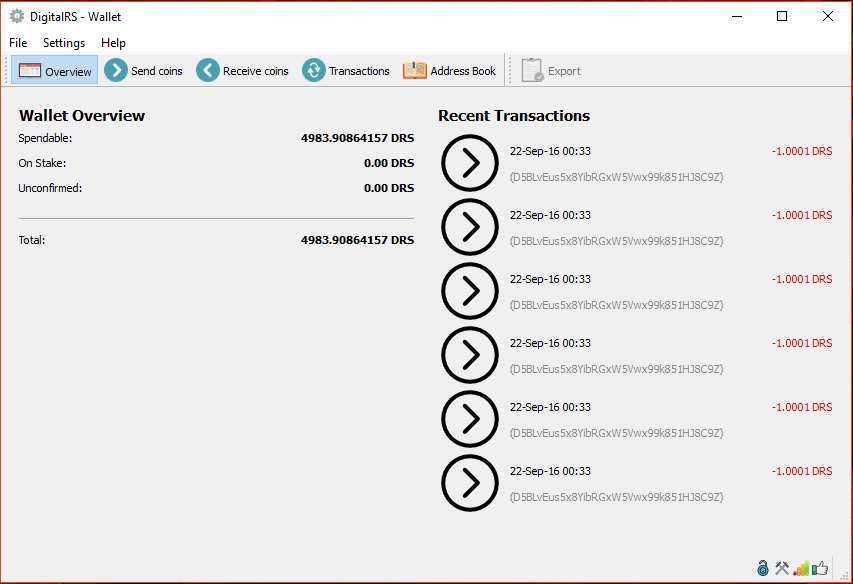 DigitalRS - Wallet
File Settings Help
Overview Send coins Receive coins Transactions Address Book Export
Wallet Overview
Spendable: 4983.90864157 DRS
On Stake: 0.00 DRS
Unconfirmed: 0.00 DRS
Total: 4983.90864157 DRS
Recent Transactions
22-Sep-16 00:33 -1.0001 DRS
(D5BLvEus5x8YibRGxW5Vwx99k851HJ8C9Z)
22-Sep-16 00:33 -1.0001 DRS
(D5BLvEus5x8YibRGxW5Vwx99k851HJ8C9Z)
22-Sep-16 00:33 -1.0001 DRS
(D5BLvEus5x8YibRGxW5Vwx99k851HJ8C9Z)
22-Sep-16 00:33 -1.0001 DRS
(D5BLvEus5x8YibRGxW5Vwx99k851HJ8C9Z)
22-Sep-16 00:33 -1.0001 DRS
(D5BLvEus5x8YibRGxW5Vwx99k851HJ8C9Z)
22-Sep-16 00:33 -1.0001 DRS
(D5BLvEus5x8YibRGxW5Vwx99k851HJ8C9Z)